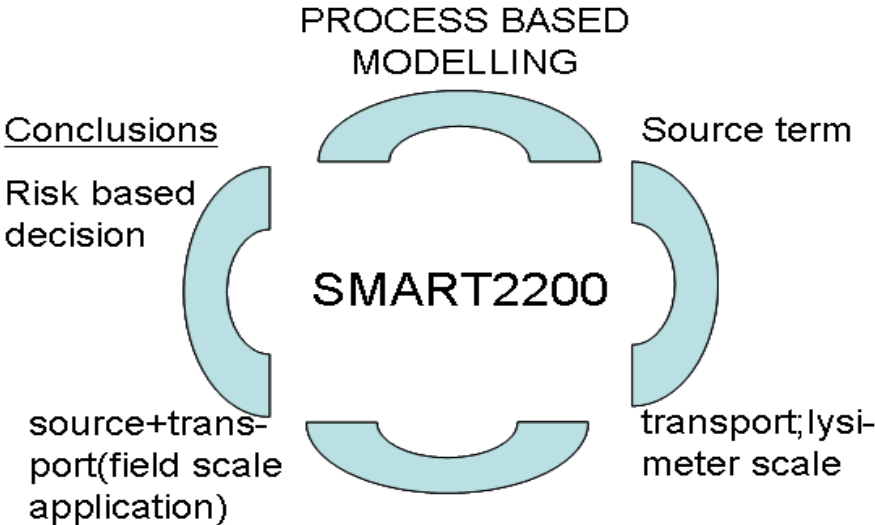 PROCESS BASED
MODELLING
Conclusions
Source term
Risk based
decision
SMART2200
source+trans-
port(field scale
application)
transport;lysi-
meter scale